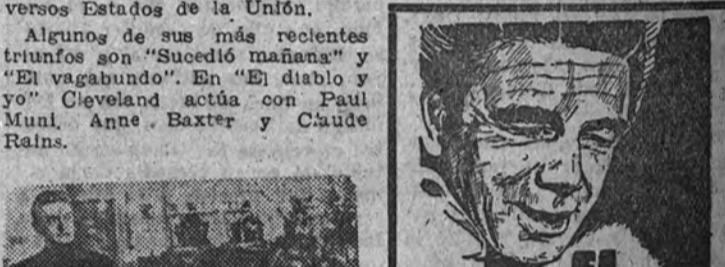 versos Estados de la Unión.
Algunos de sus más recientes
triunfos son "Sucedió mañana" y
"El vagabundo". En "El diablo y
yo" Cleveland actúa con Paul
Muni, Anne Baxter y Claude
Rains.